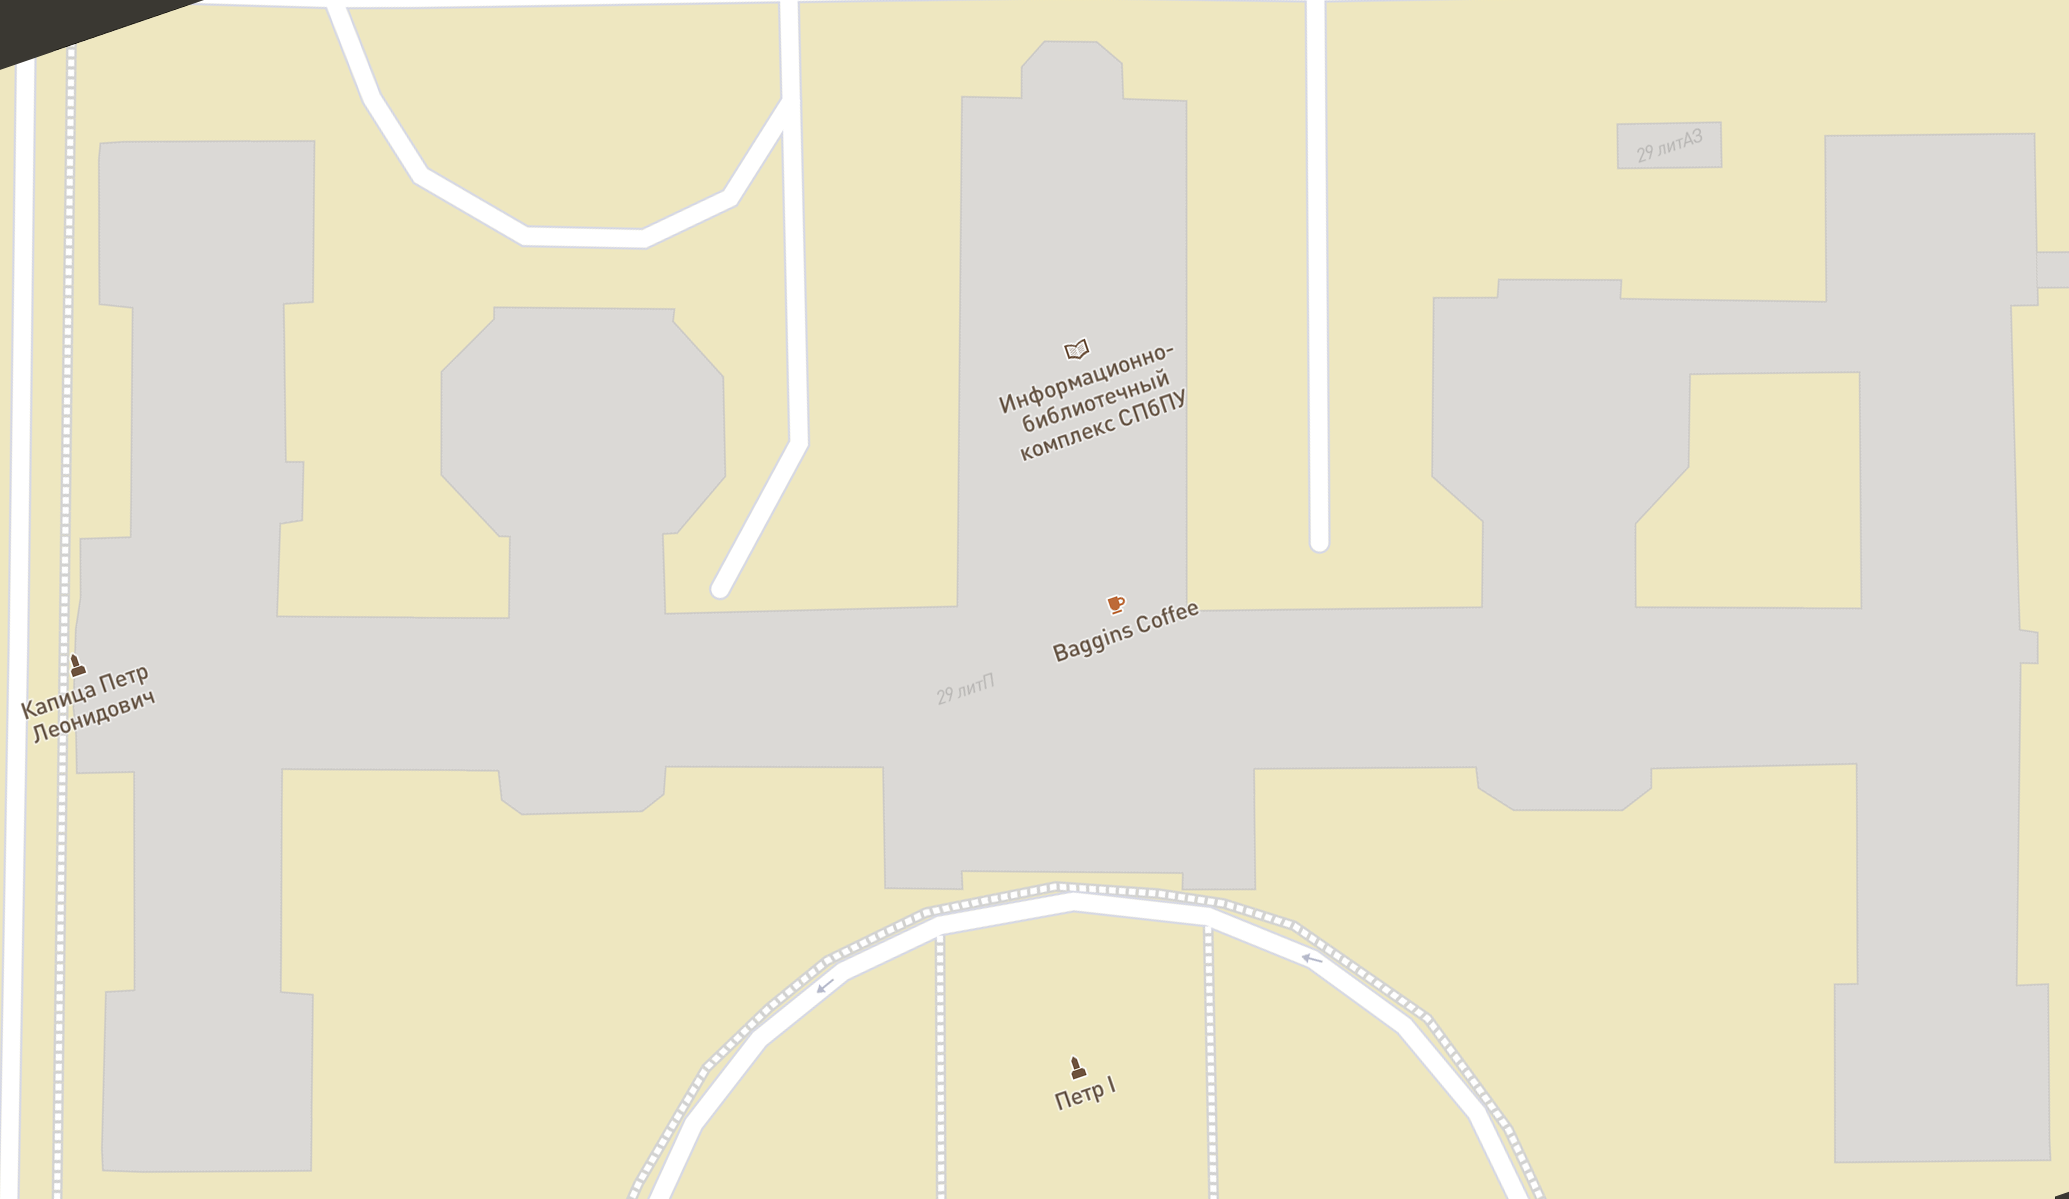 29 литА3
Информационно-
библиотечный
комплекс СПбПУ
Baggins Coffee
Капица Петр
Леонидович
29 литП
Петр I